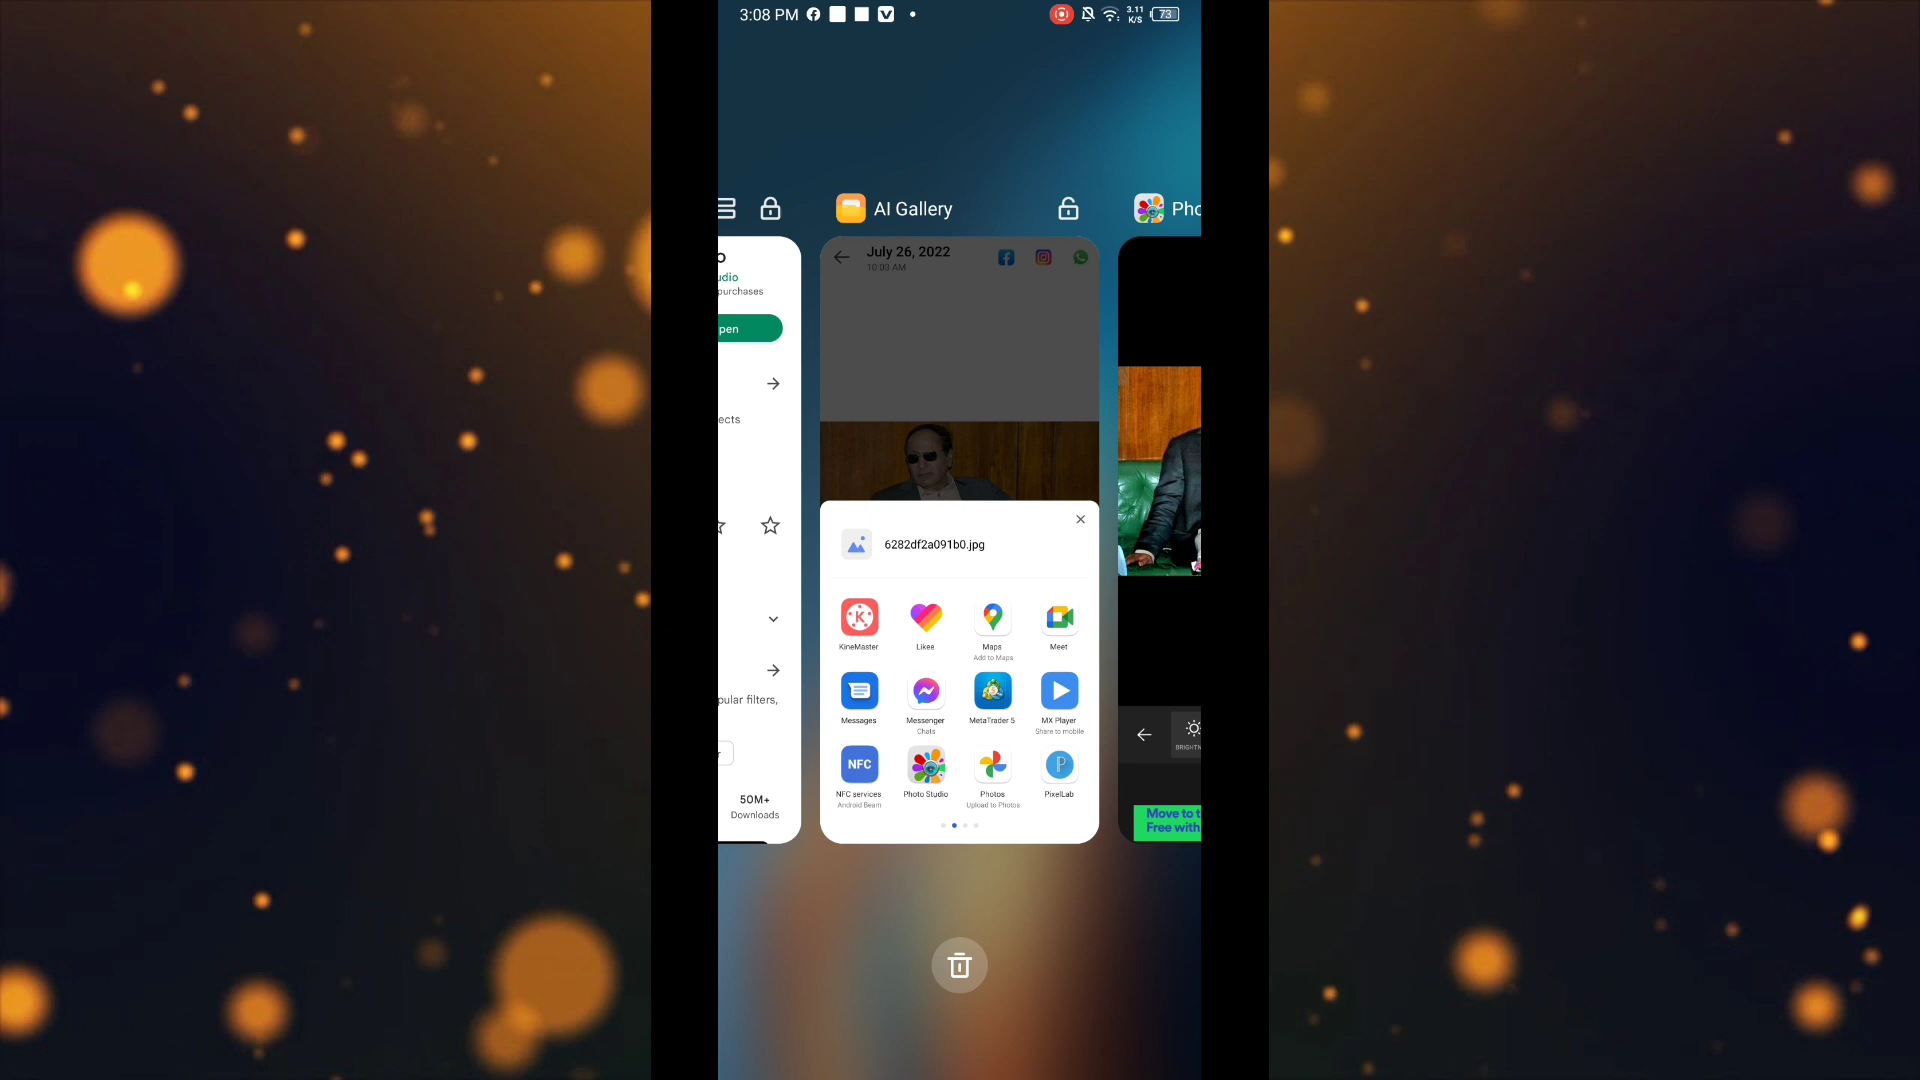 3:08 PM
3.11
K/S
73
AI Gallery
Pho
O
udio
purchases
pen
ects
pular filters,
r
50M+
Downloads
July 26, 2022
10:03 AM
6282df2a091b0.jpg
KineMaster
Likee
Maps
Add to Maps
Meet
Messages
Messenger
Chats
MetaTrader 5
MX Player
Share to mobile
NFC
NFC services
Android Beam
Photo Studio
Photos
Upload to Photos
PixelLab
BRIGHTN
Move to t
Free with